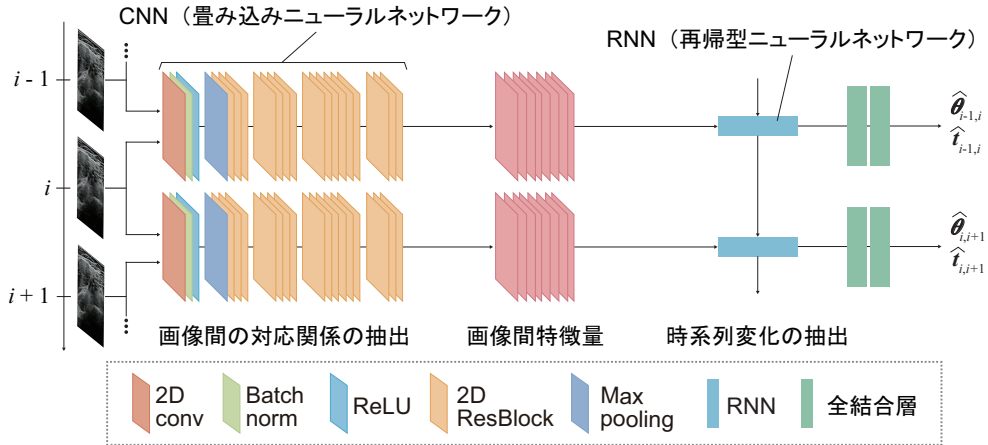 CNN（畳み込みニューラルネットワーク）
RNN（再帰型ニューラルネットワーク）
i - 1
i
i + 1
θ̂i-1,i
t̂i-1,i
θ̂i,i+1
t̂i,i+1
画像間の対応関係の抽出
画像間特徴量
時系列変化の抽出
2D
conv
Batch
norm
ReLU
2D
ResBlock
Max
pooling
RNN
全結合層